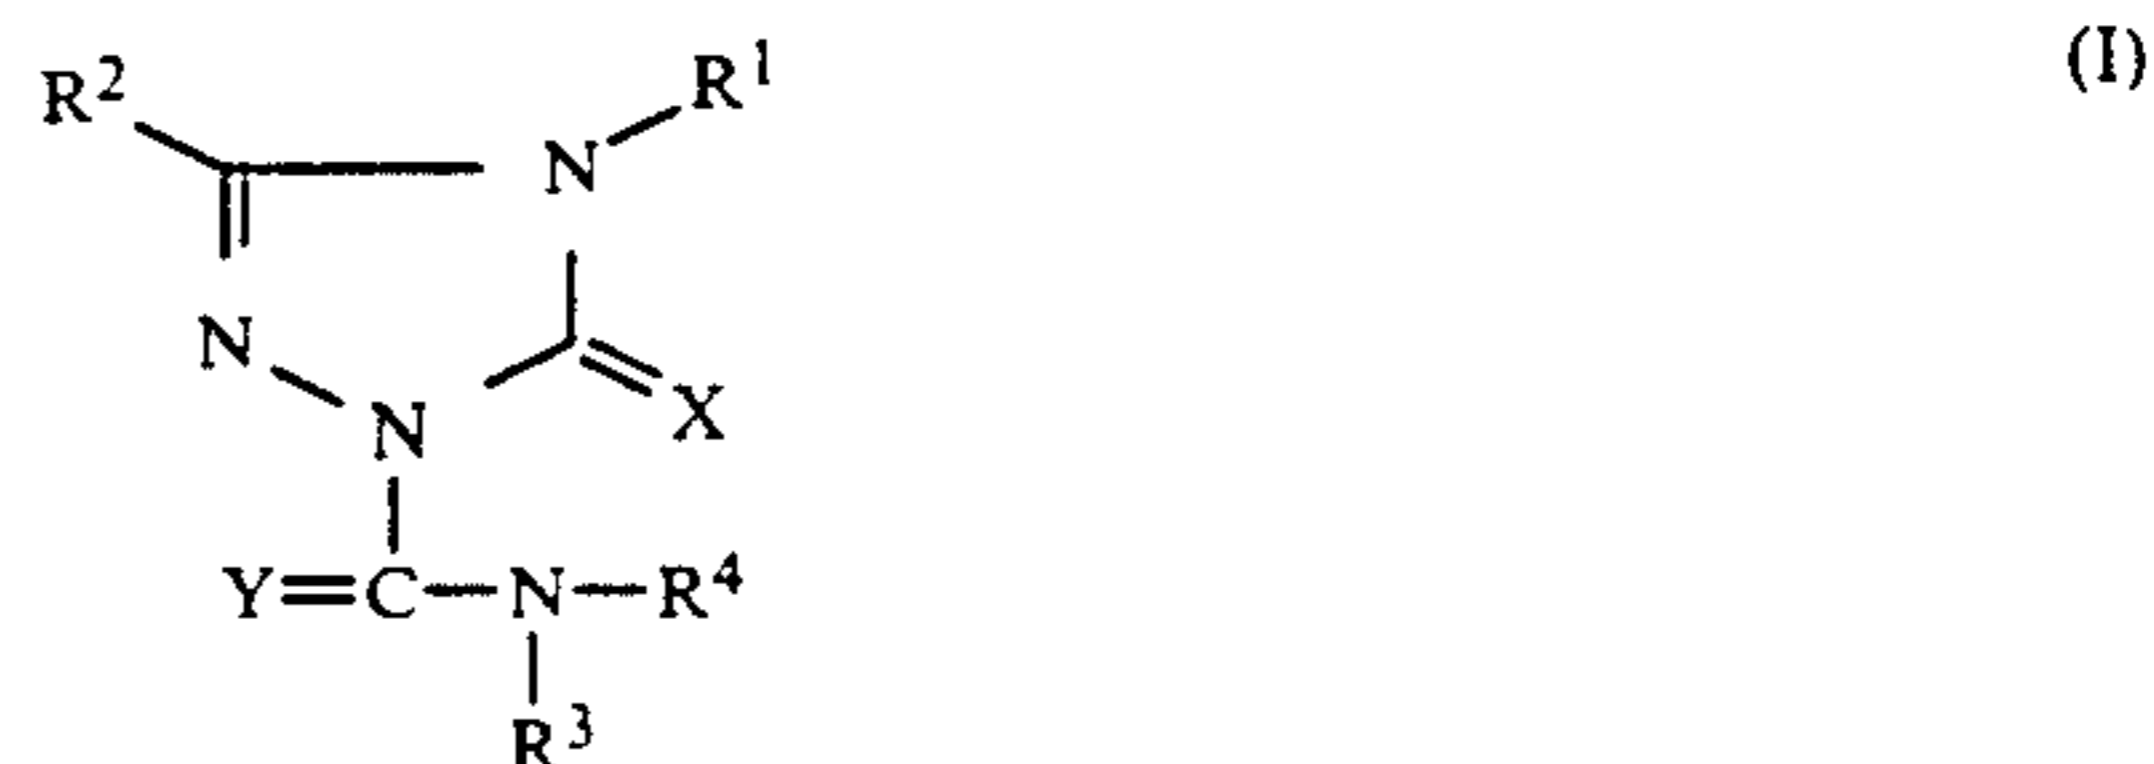 R² R¹ (I)
N
N X
N
Y=C—N—R⁴
R³